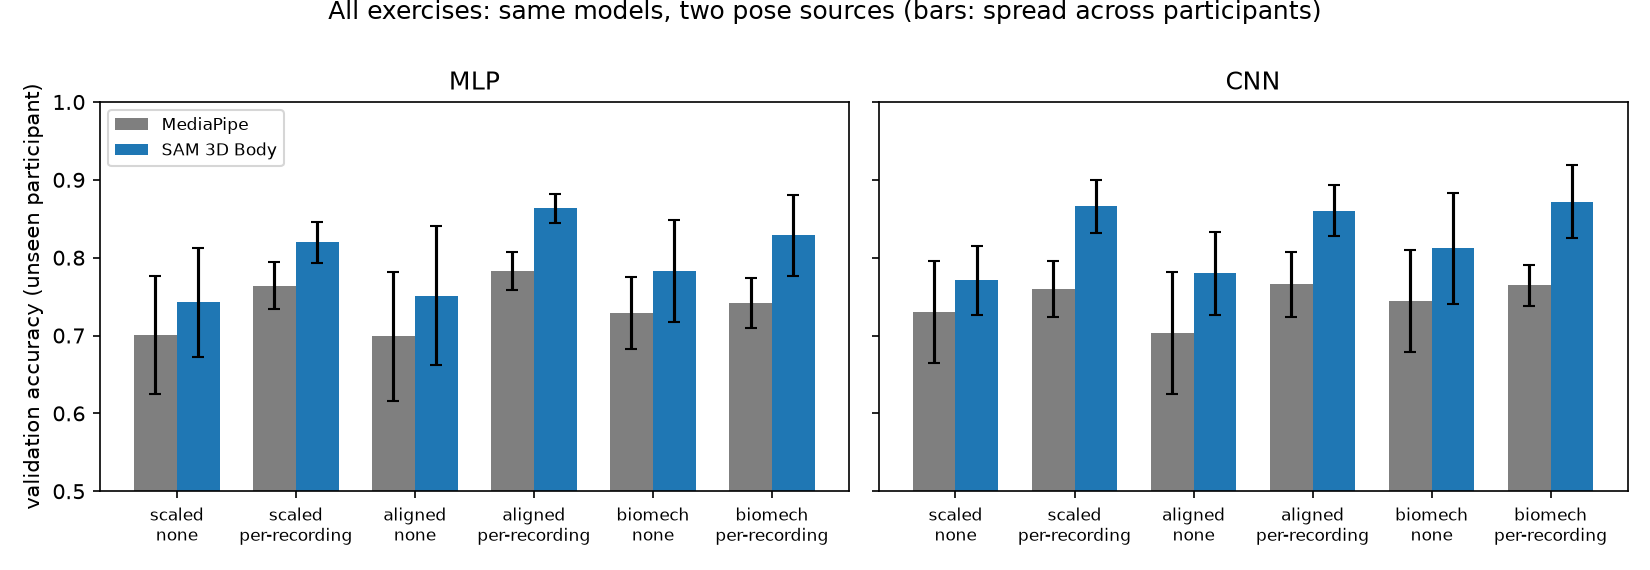 All exercises: same models, two pose sources (bars: spread across participants)
MLP
CNN
validation accuracy (unseen participant)
1.0
0.9
0.8
0.7
0.6
0.5
MediaPipe
SAM 3D Body
scaled
none
scaled
per-recording
aligned
none
aligned
per-recording
biomech
none
biomech
per-recording
scaled
none
scaled
per-recording
aligned
none
aligned
per-recording
biomech
none
biomech
per-recording